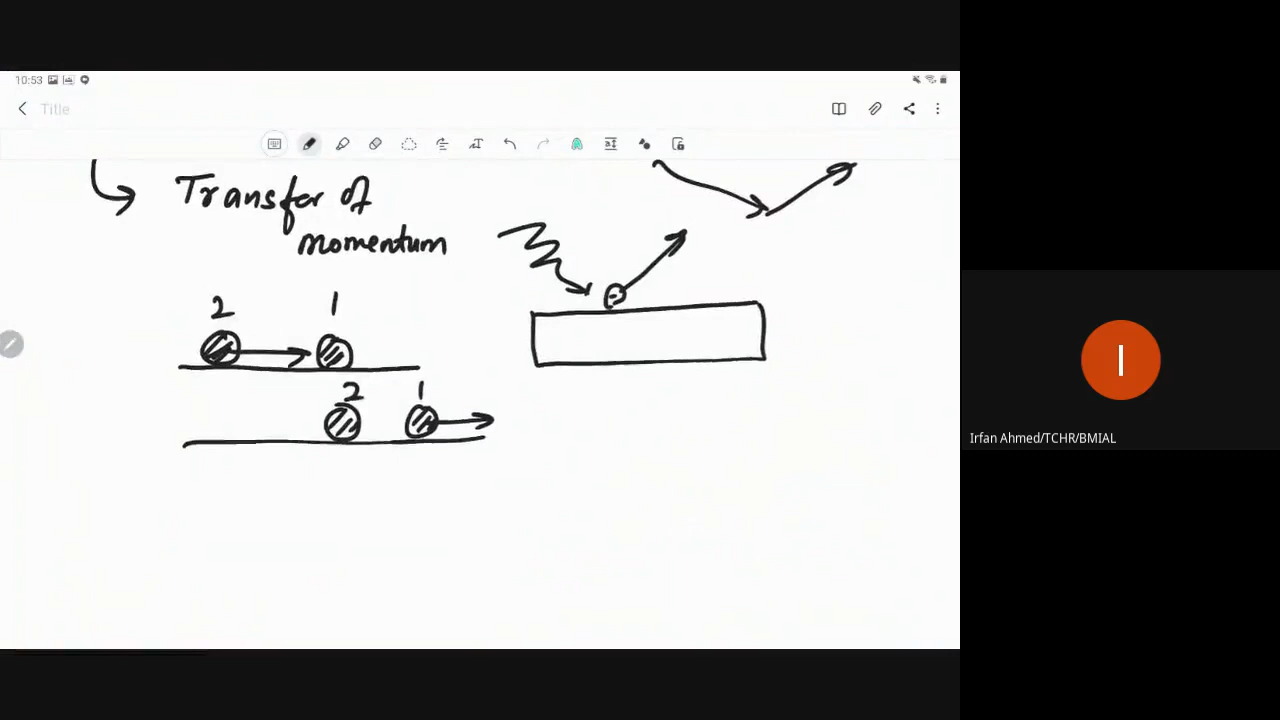 10:53
Title
Transfer of
momentum
2 1
2 1
Irfan Ahmed/TCHR/BMIAL
I